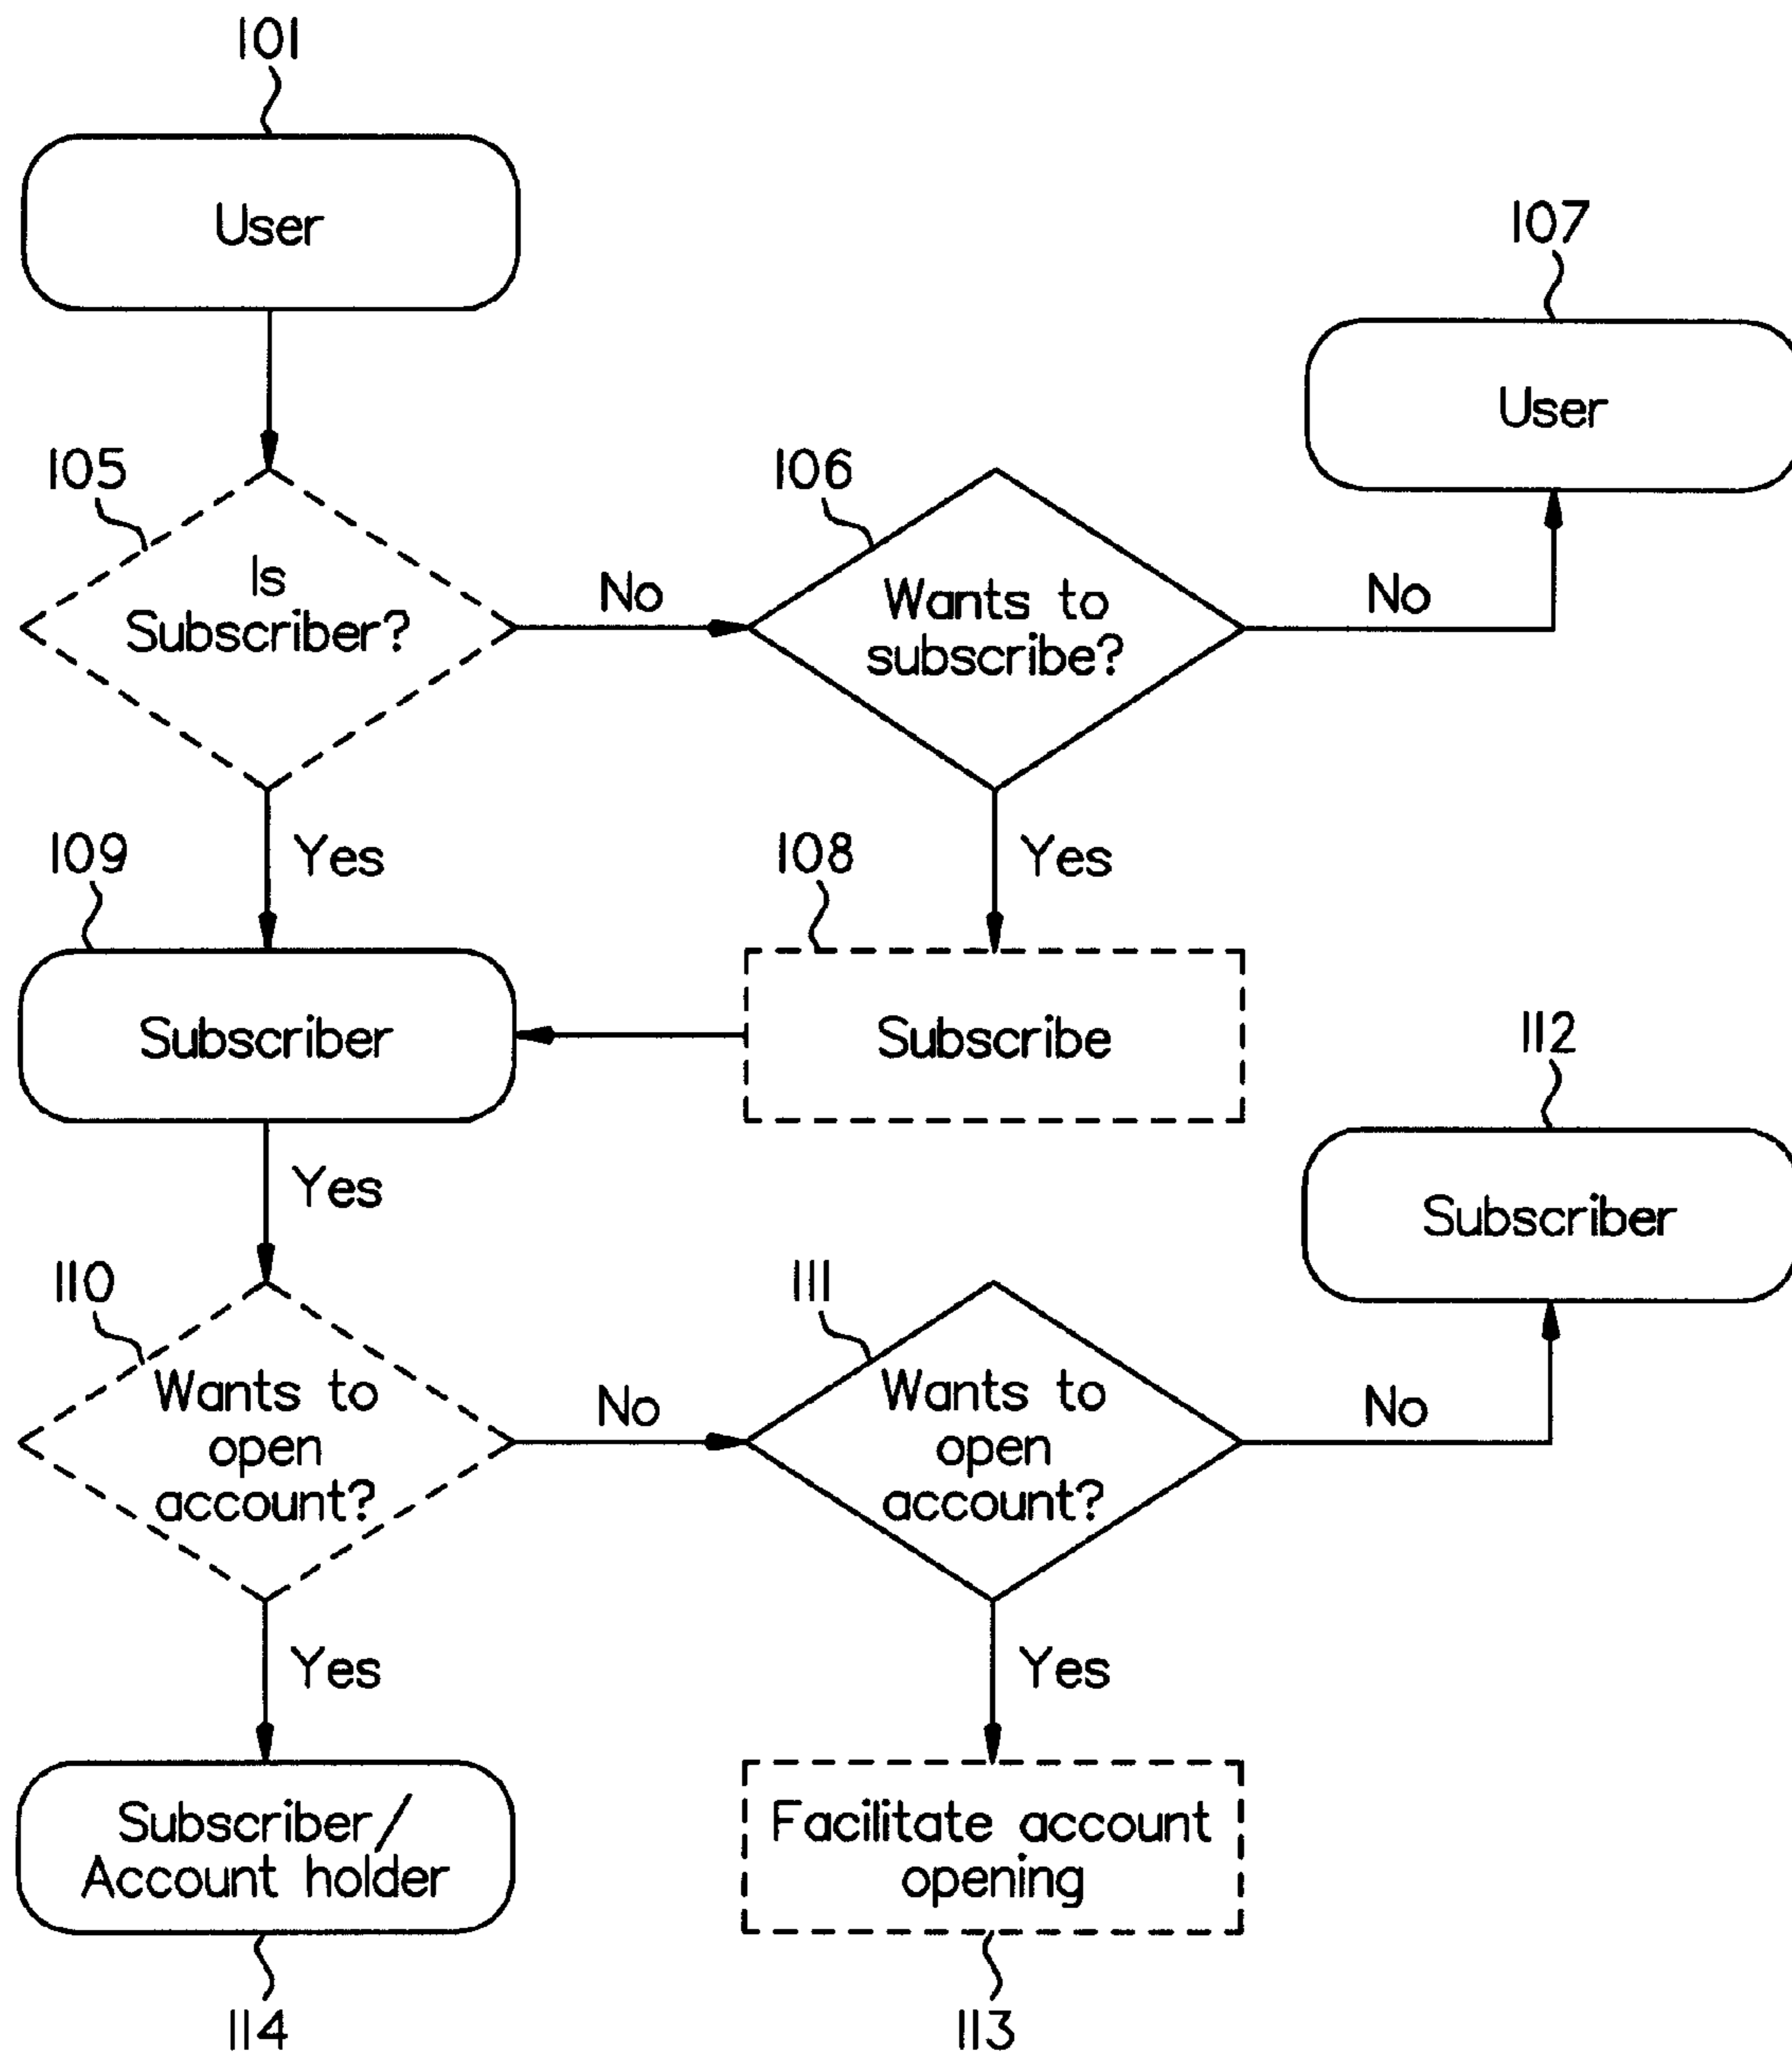 101
User
107
User
105
Is
Subscriber?
No
106
Wants to
subscribe?
No
Yes
Yes
109
Subscriber
108
Subscribe
112
Subscriber
Yes
110
Wants to
open
account?
No
111
Wants to
open
account?
No
Yes
Yes
Subscriber/
Account holder
Facilitate account
opening
114
113